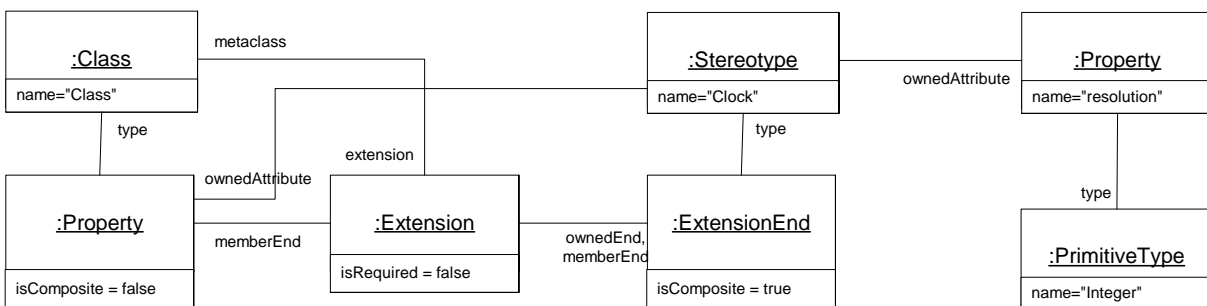 :Class
name="Class"
metaclass
:Stereotype
name="Clock"
ownedAttribute
:Property
name="resolution"
type
type
extension
ownedAttribute
type
:Property
isComposite = false
memberEnd
:Extension
isRequired = false
ownedEnd,
memberEnd
:ExtensionEnd
isComposite = true
:PrimitiveType
name="Integer"